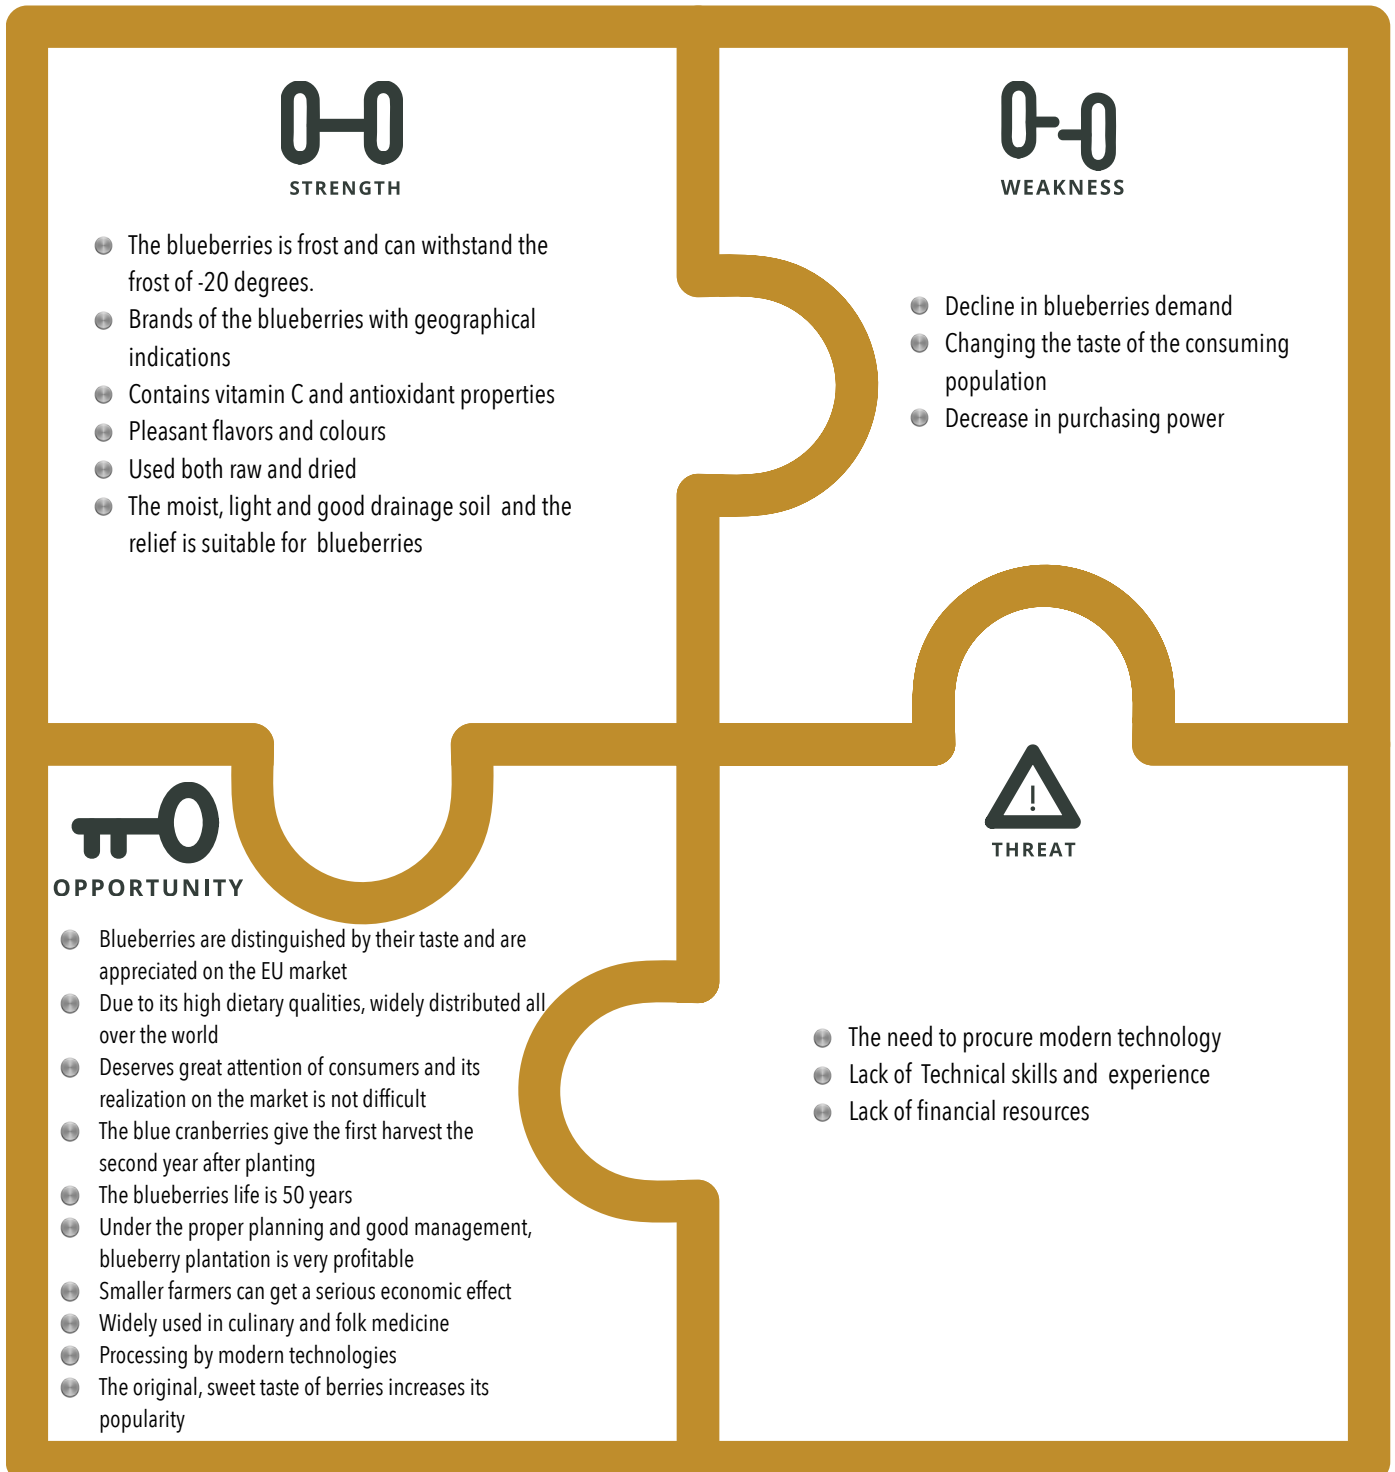 STRENGTH
The blueberries is frost and can withstand the
frost of -20 degrees.
Brands of the blueberries with geographical
indications
Contains vitamin C and antioxidant properties
Pleasant flavors and colours
Used both raw and dried
The moist, light and good drainage soil and the
relief is suitable for blueberries
WEAKNESS
Decline in blueberries demand
Changing the taste of the consuming
population
Decrease in purchasing power
OPPORTUNITY
Blueberries are distinguished by their taste and are
appreciated on the EU market
Due to its high dietary qualities, widely distributed all
over the world
Deserves great attention of consumers and its
realization on the market is not difficult
The blue cranberries give the first harvest the
second year after planting
The blueberries life is 50 years
Under the proper planning and good management,
blueberry plantation is very profitable
Smaller farmers can get a serious economic effect
Widely used in culinary and folk medicine
Processing by modern technologies
The original, sweet taste of berries increases its
popularity
!
THREAT
The need to procure modern technology
Lack of Technical skills and experience
Lack of financial resources